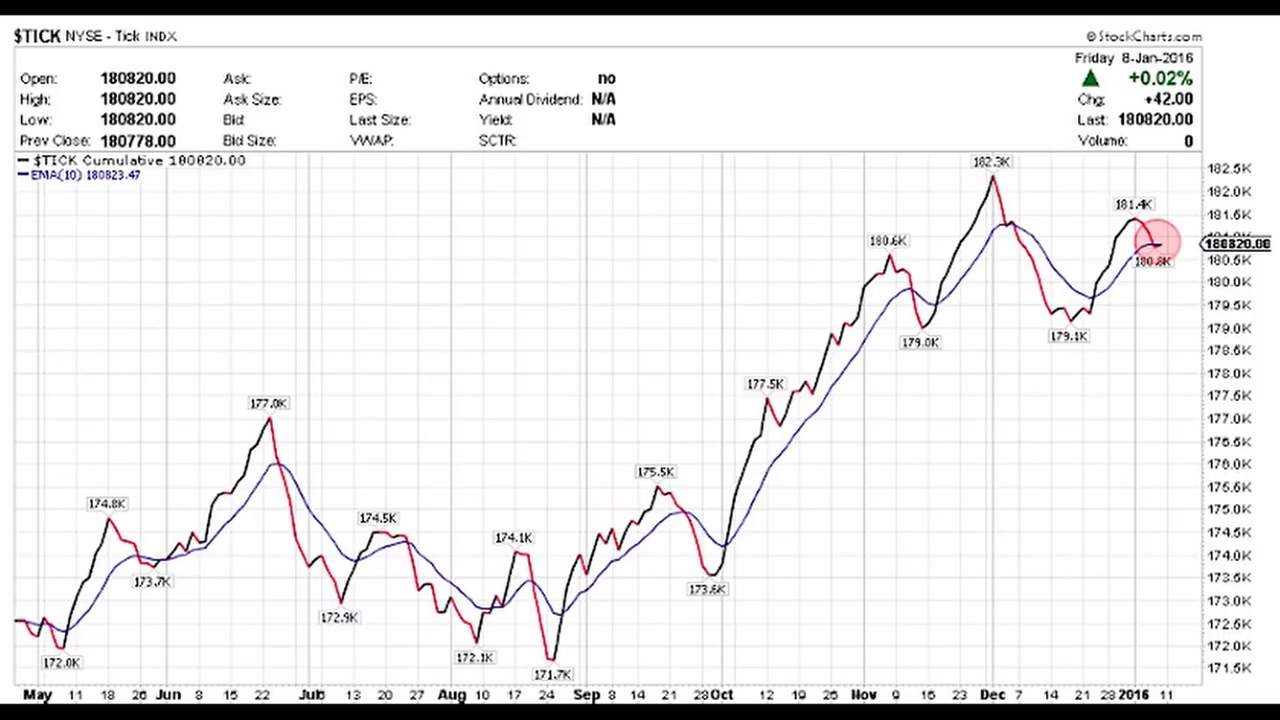 $TICK NYSE - Tick INDX
© StockCharts.com
Friday 8-Jan-2016
Open: 180820.00 Ask: P/E: Options: no
▲ +0.02%
High: 180820.00 Ask Size: EPS: Annual Dividend: N/A
Chg: +42.00
Low: 180820.00 Bid: Last Size: Yield: N/A
Last: 180820.00
Prev Close: 180778.00 Bid Size: VWAP: SCTR:
Volume: 0
— $TICK Cumulative 180820.00
— EMA(10) 180823.47
182.3K
181.4K
180.6K
180.8K
179.0K
179.1K
177.5K
177.0K
175.5K
174.8K
174.5K
174.1K
173.7K
173.6K
172.9K
172.0K
172.1K
171.7K
182.5K
182.0K
181.5K
180820.00
180.5K
180.0K
179.5K
179.0K
178.5K
178.0K
177.5K
177.0K
176.5K
176.0K
175.5K
175.0K
174.5K
174.0K
173.5K
173.0K
172.5K
172.0K
171.5K
May 11 18 26 Jun 8 15 22 Jul 6 13 20 27 Aug 10 17 24 Sep 8 14 21 28 Oct 12 19 26 Nov 9 16 23 Dec 7 14 21 28 2016 11